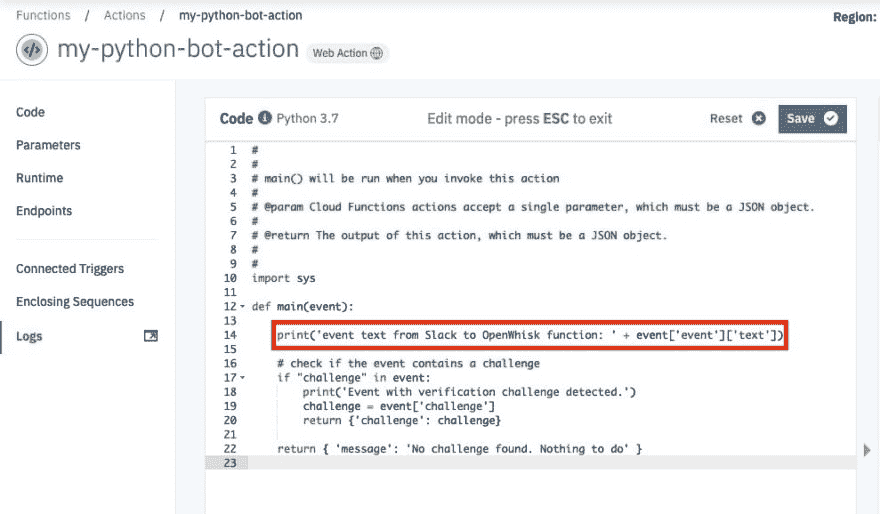 Functions / Actions / my-python-bot-action
Region:
</> my-python-bot-action Web Action
Code
Parameters
Runtime
Endpoints
Connected Triggers
Enclosing Sequences
Logs
Code Python 3.7 Edit mode - press ESC to exit Reset Save
1 #
2 #
3 # main() will be run when you invoke this action
4 #
5 # @param Cloud Functions actions accept a single parameter, which must be a JSON object.
6 #
7 # @return The output of this action, which must be a JSON object.
8 #
9 #
10 import sys
11
12 def main(event):
13
14 print('event text from Slack to OpenWhisk function: ' + event['event']['text'])
15
16 # check if the event contains a challenge
17 if "challenge" in event:
18 print('Event with verification challenge detected.')
19 challenge = event['challenge']
20 return {'challenge': challenge}
21
22 return { 'message': 'No challenge found. Nothing to do' }
23